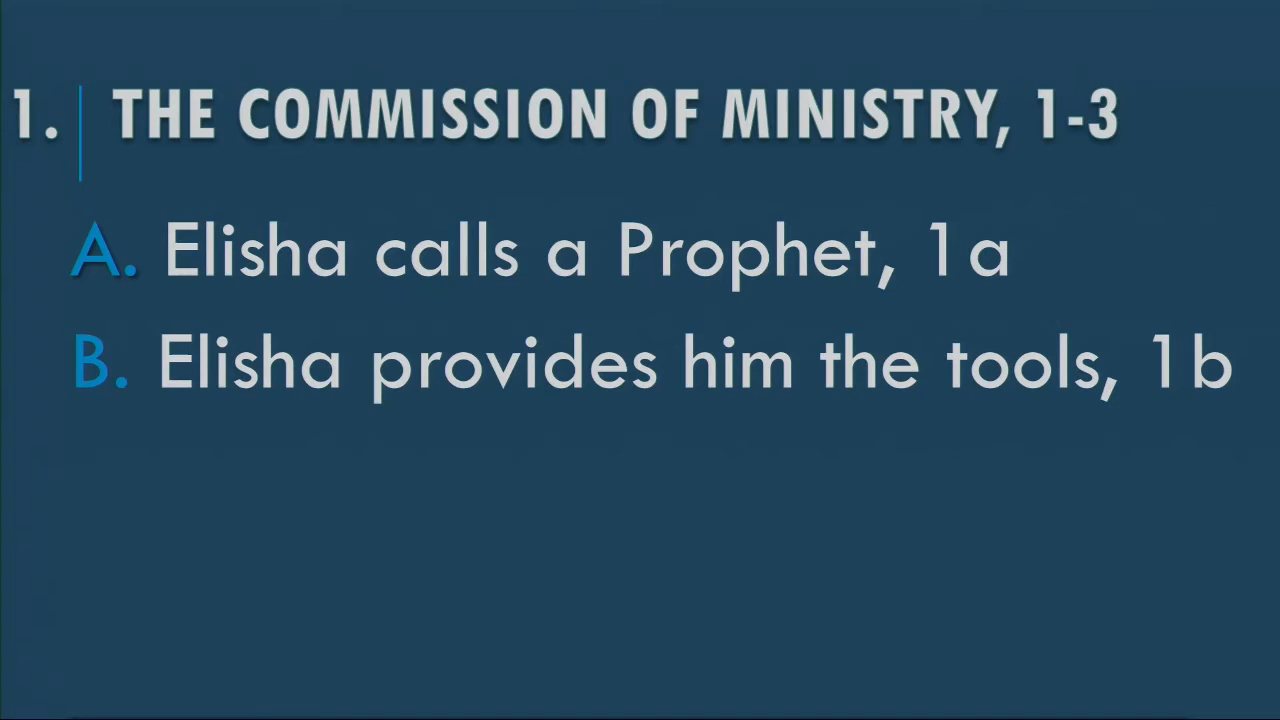 1. THE COMMISSION OF MINISTRY, 1-3
A. Elisha calls a Prophet, 1a
B. Elisha provides him the tools, 1b